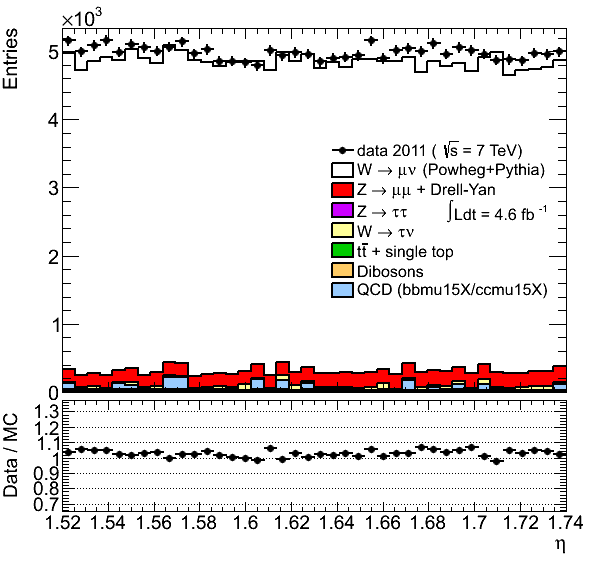 ×10³
Entries
5
4
3
2
1
0
data 2011 ( √s = 7 TeV)
W → μν (Powheg+Pythia)
Z → μμ + Drell-Yan
Z → ττ ∫Ldt = 4.6 fb⁻¹
W → τν
tt̄ + single top
Dibosons
QCD (bbmu15X/ccmu15X)
Data / MC
1.3
1.2
1.1
1
0.9
0.8
0.7
1.52 1.54 1.56 1.58 1.6 1.62 1.64 1.66 1.68 1.7 1.72 1.74
η